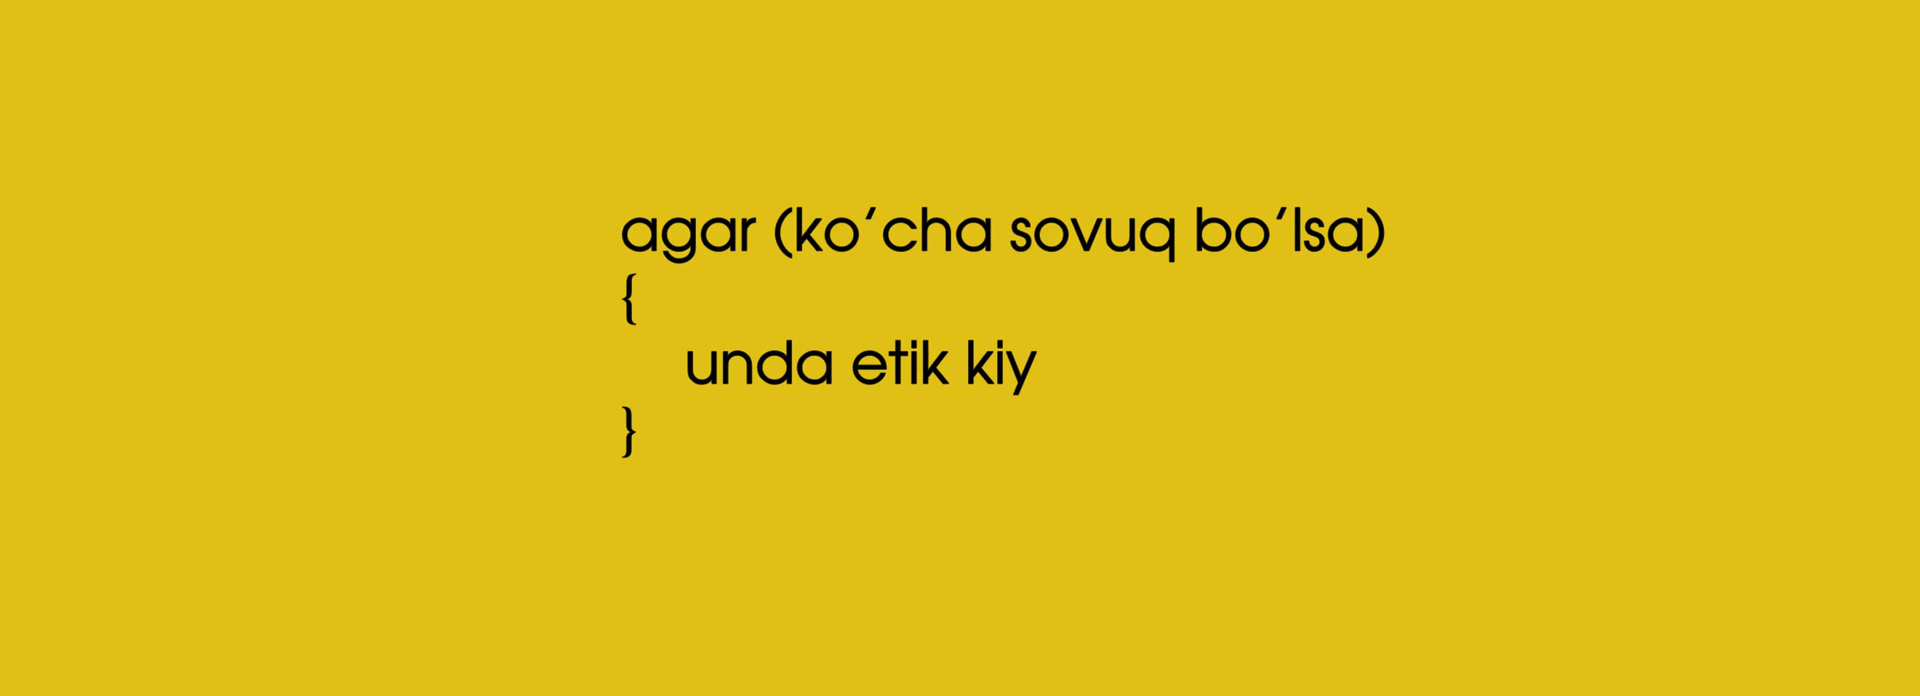 agar (ko‘cha sovuq bo‘lsa)
{
unda etik kiy
}